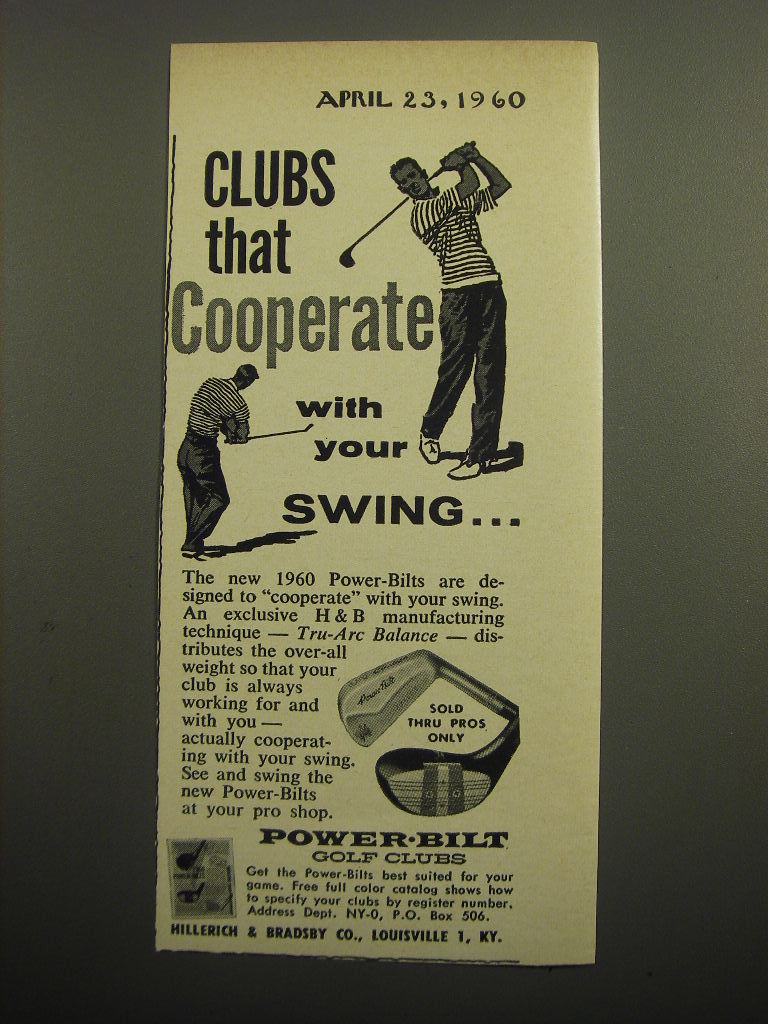 APRIL 23, 1960
CLUBS
that
Cooperate
with
your
SWING...
The new 1960 Power-Bilts are de-
signed to “cooperate” with your swing.
An exclusive H & B manufacturing
technique — Tru-Arc Balance — dis-
tributes the over-all
weight so that your
club is always
working for and
with you —
actually cooperat-
ing with your swing.
See and swing the
new Power-Bilts
at your pro shop.
Power Bilt
SOLD
THRU PROS
ONLY
POWER·BILT
GOLF CLUBS
Get the Power-Bilts best suited for your
game. Free full color catalog shows how
to specify your clubs by register number.
Address Dept. NY-0, P.O. Box 506.
HILLERICH & BRADSBY CO., LOUISVILLE 1, KY.